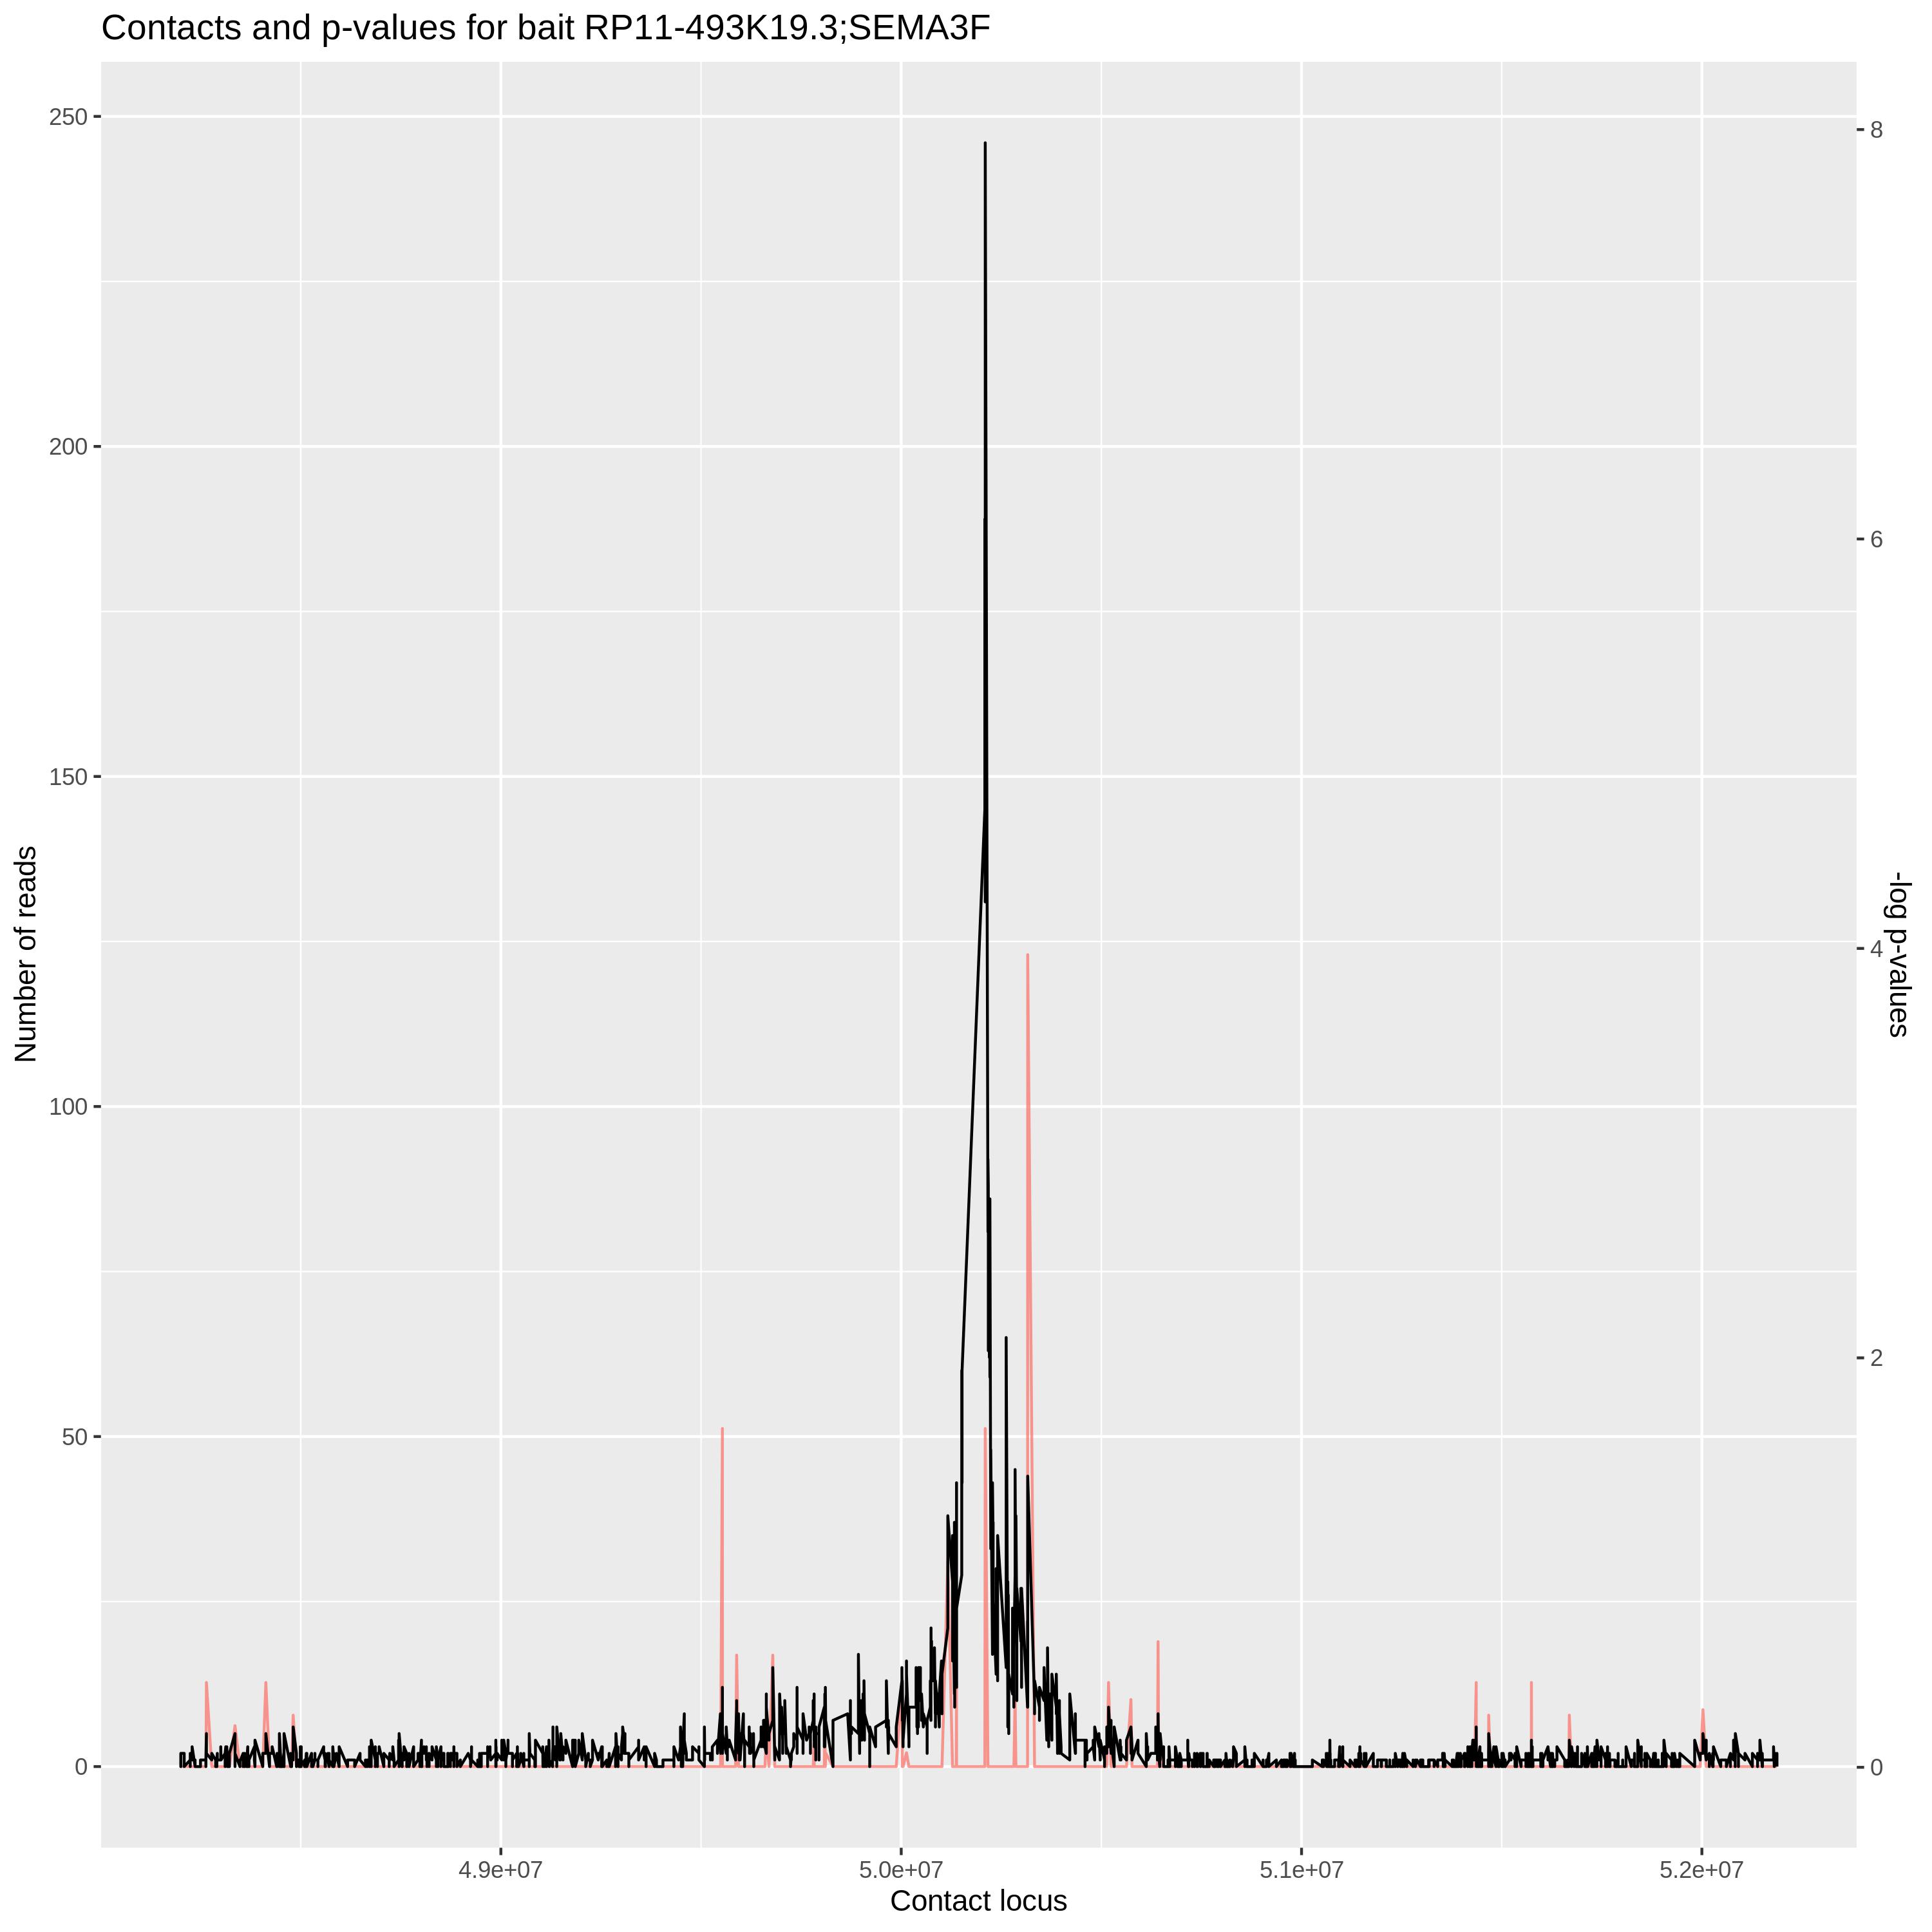 Contacts and p-values for bait RP11-493K19.3;SEMA3F
250
200
150
100
50
0
Number of reads
8
6
4
2
0
-log p-values
4.9e+07 5.0e+07 5.1e+07 5.2e+07
Contact locus